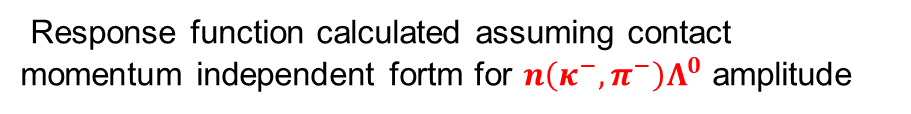 Response function calculated assuming contact
momentum independent fortm for n(κ⁻,π⁻)Λ⁰ amplitude